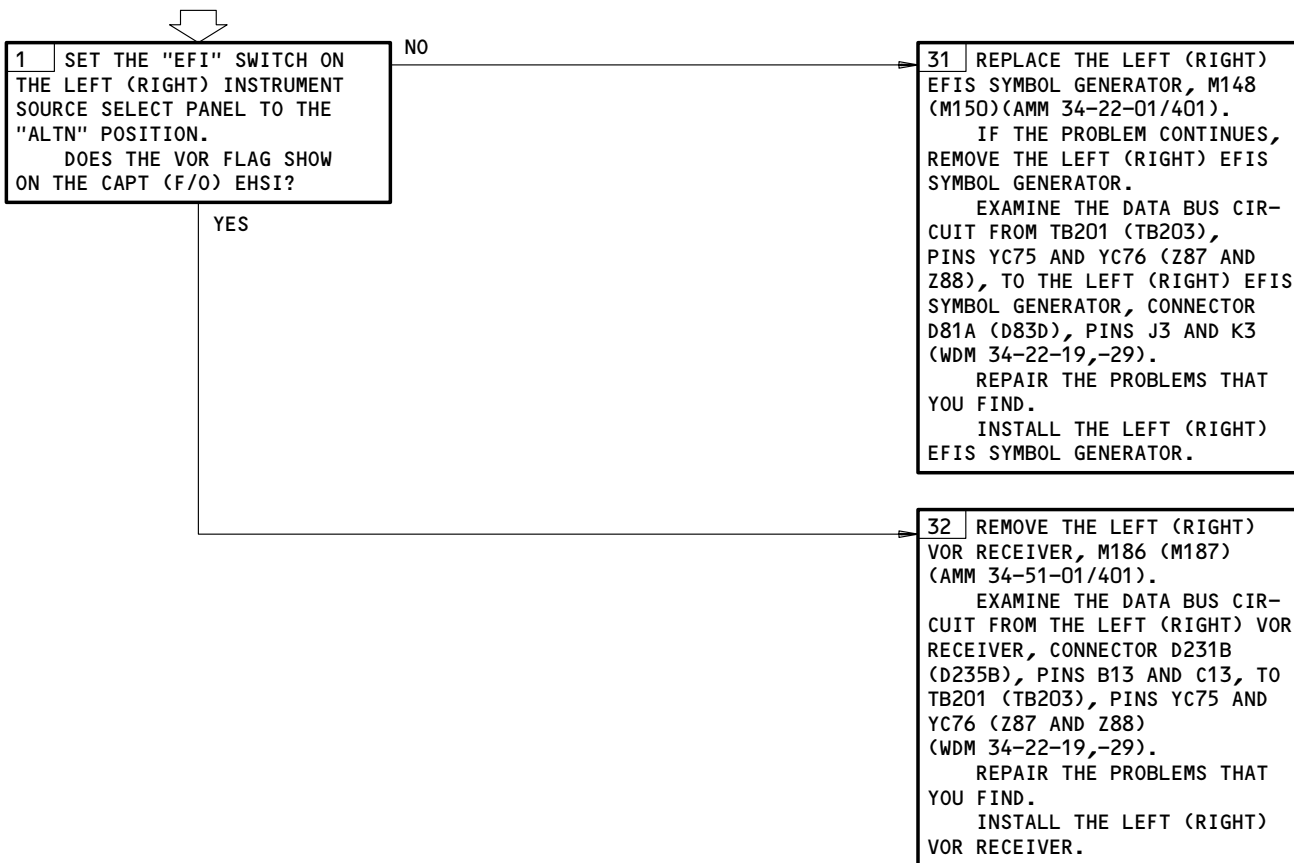 1 SET THE "EFI" SWITCH ON
THE LEFT (RIGHT) INSTRUMENT
SOURCE SELECT PANEL TO THE
"ALTN" POSITION.
DOES THE VOR FLAG SHOW
ON THE CAPT (F/O) EHSI?
NO
YES
31 REPLACE THE LEFT (RIGHT)
EFIS SYMBOL GENERATOR, M148
(M150)(AMM 34-22-01/401).
IF THE PROBLEM CONTINUES,
REMOVE THE LEFT (RIGHT) EFIS
SYMBOL GENERATOR.
EXAMINE THE DATA BUS CIR-
CUIT FROM TB201 (TB203),
PINS YC75 AND YC76 (Z87 AND
Z88), TO THE LEFT (RIGHT) EFIS
SYMBOL GENERATOR, CONNECTOR
D81A (D83D), PINS J3 AND K3
(WDM 34-22-19,-29).
REPAIR THE PROBLEMS THAT
YOU FIND.
INSTALL THE LEFT (RIGHT)
EFIS SYMBOL GENERATOR.
32 REMOVE THE LEFT (RIGHT)
VOR RECEIVER, M186 (M187)
(AMM 34-51-01/401).
EXAMINE THE DATA BUS CIR-
CUIT FROM THE LEFT (RIGHT) VOR
RECEIVER, CONNECTOR D231B
(D235B), PINS B13 AND C13, TO
TB201 (TB203), PINS YC75 AND
YC76 (Z87 AND Z88)
(WDM 34-22-19,-29).
REPAIR THE PROBLEMS THAT
YOU FIND.
INSTALL THE LEFT (RIGHT)
VOR RECEIVER.